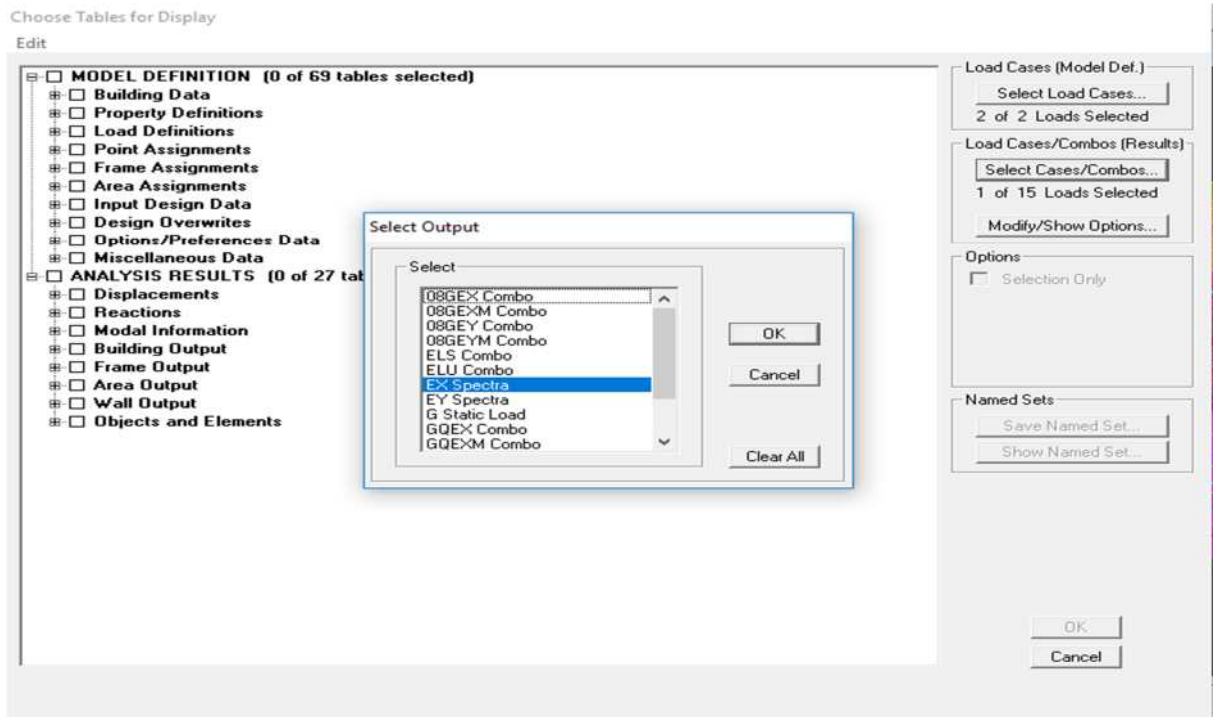 Choose Tables for Display
Edit
MODEL DEFINITION (0 of 69 tables selected)
Building Data
Property Definitions
Load Definitions
Point Assignments
Frame Assignments
Area Assignments
Input Design Data
Design Overwrites
Options/Preferences Data
Miscellaneous Data
ANALYSIS RESULTS (0 of 27 tab
Displacements
Reactions
Modal Information
Building Output
Frame Output
Area Output
Wall Output
Objects and Elements
Select Output
Select
08GEX Combo
08GEXM Combo
08GEY Combo
08GEYM Combo
ELS Combo
ELU Combo
EX Spectra
EY Spectra
G Static Load
GQEX Combo
GQEXM Combo
OK
Cancel
Clear All
Load Cases (Model Def.)
Select Load Cases...
2 of 2 Loads Selected
Load Cases/Combos (Results)
Select Cases/Combos...
1 of 15 Loads Selected
Modify/Show Options...
Options
Selection Only
Named Sets
Save Named Set...
Show Named Set...
OK
Cancel